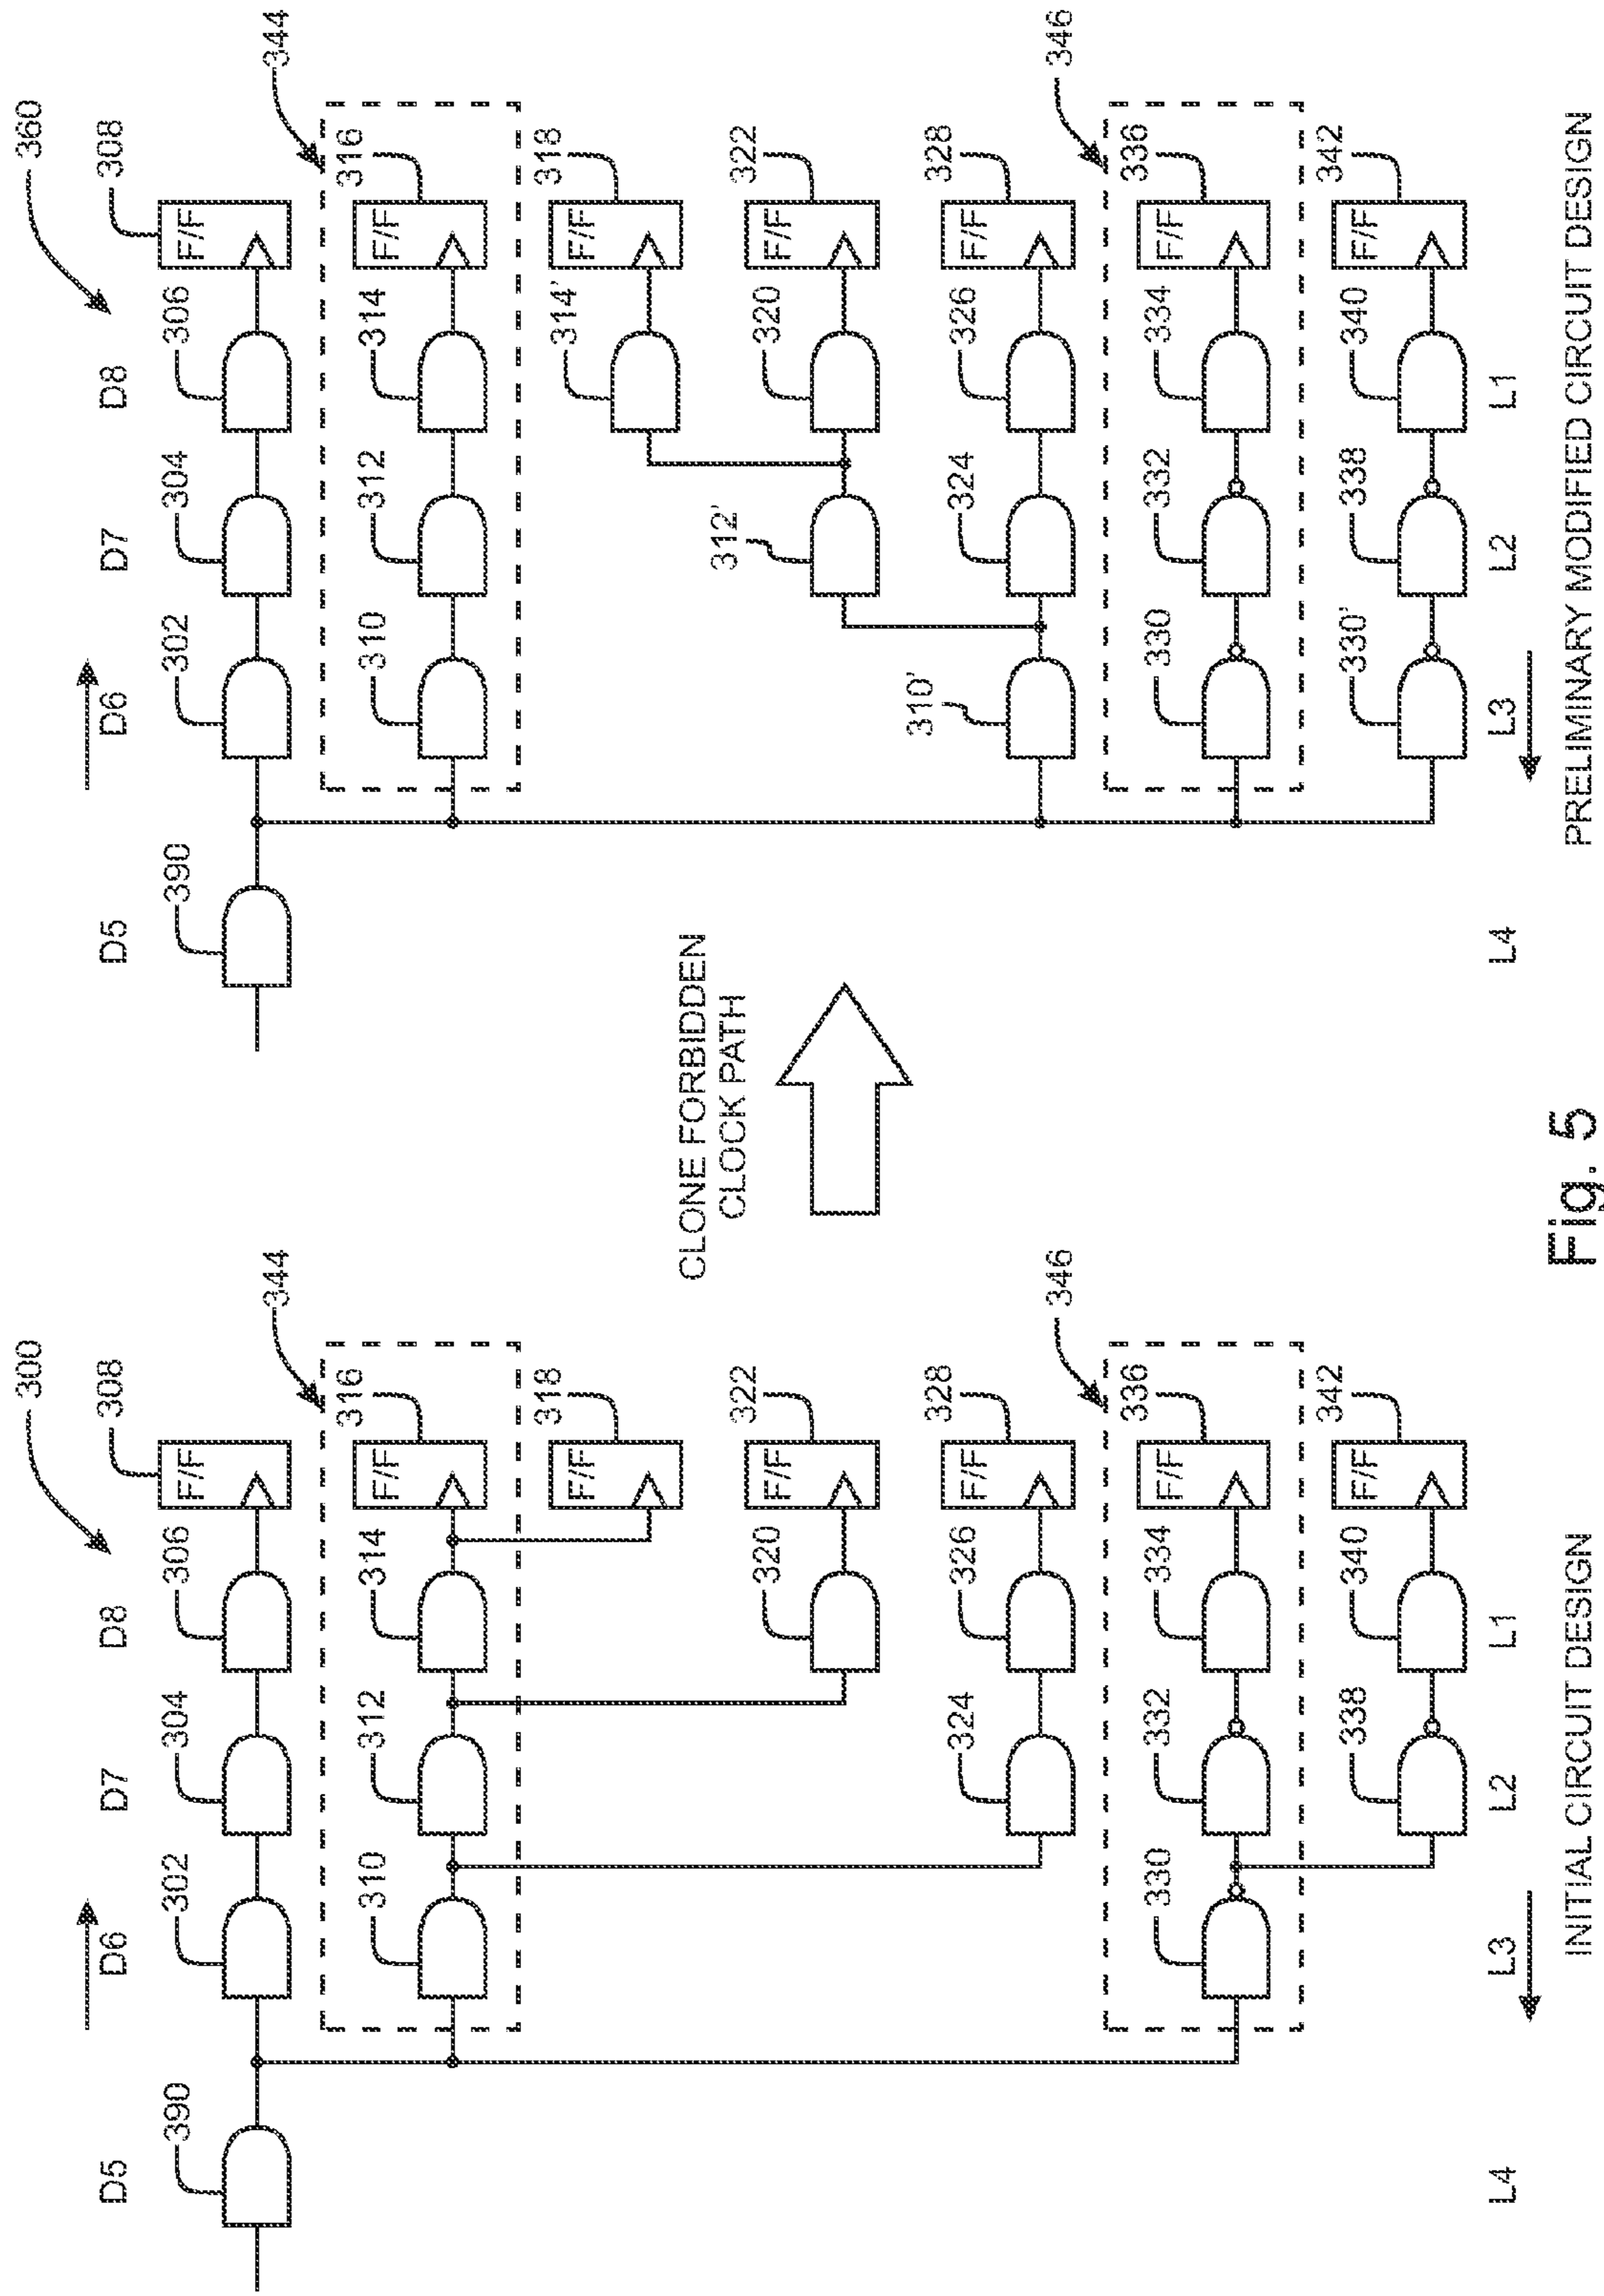 300
D5
D6
D7
D8
390
302
304
306
308
F/F
344
310
312
314
316
F/F
318
F/F
320
322
F/F
324
326
328
F/F
346
330
332
334
336
F/F
338
340
342
F/F
L4
L3
L2
L1
INITIAL CIRCUIT DESIGN
CLONE FORBIDDEN
CLOCK PATH
360
D5
D6
D7
D8
390
302
304
306
308
F/F
344
310
312
314
316
F/F
314'
318
F/F
312'
320
322
F/F
310'
324
326
328
F/F
346
330
332
334
336
F/F
330'
338
340
342
F/F
L4
L3
L2
L1
PRELIMINARY MODIFIED CIRCUIT DESIGN
Fig. 5